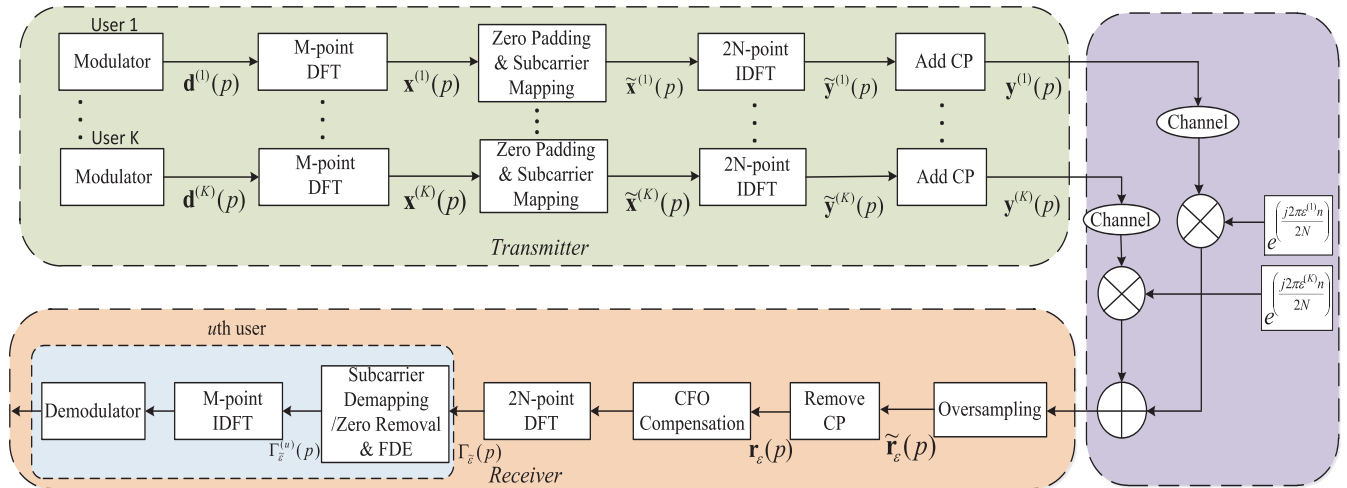 User 1
Modulator
𝐝⁽¹⁾(p)
M-point
DFT
𝐱⁽¹⁾(p)
Zero Padding
& Subcarrier
Mapping
𝐱̃⁽¹⁾(p)
2N-point
IDFT
𝐲̃⁽¹⁾(p)
Add CP
𝐲⁽¹⁾(p)
Channel
User K
Modulator
𝐝⁽ᴷ⁾(p)
M-point
DFT
𝐱⁽ᴷ⁾(p)
Zero Padding
& Subcarrier
Mapping
𝐱̃⁽ᴷ⁾(p)
2N-point
IDFT
𝐲̃⁽ᴷ⁾(p)
Add CP
𝐲⁽ᴷ⁾(p)
Channel
e^(j2πε⁽¹⁾n/2N)
e^(j2πε⁽ᴷ⁾n/2N)
Transmitter
uth user
Demodulator
M-point
IDFT
Γ_ε̃⁽ᵘ⁾(p)
Subcarrier
Demapping
/Zero Removal
& FDE
Γ_ε̃(p)
2N-point
DFT
CFO
Compensation
𝐫_ε(p)
Remove
CP
𝐫̃_ε(p)
Oversampling
Receiver